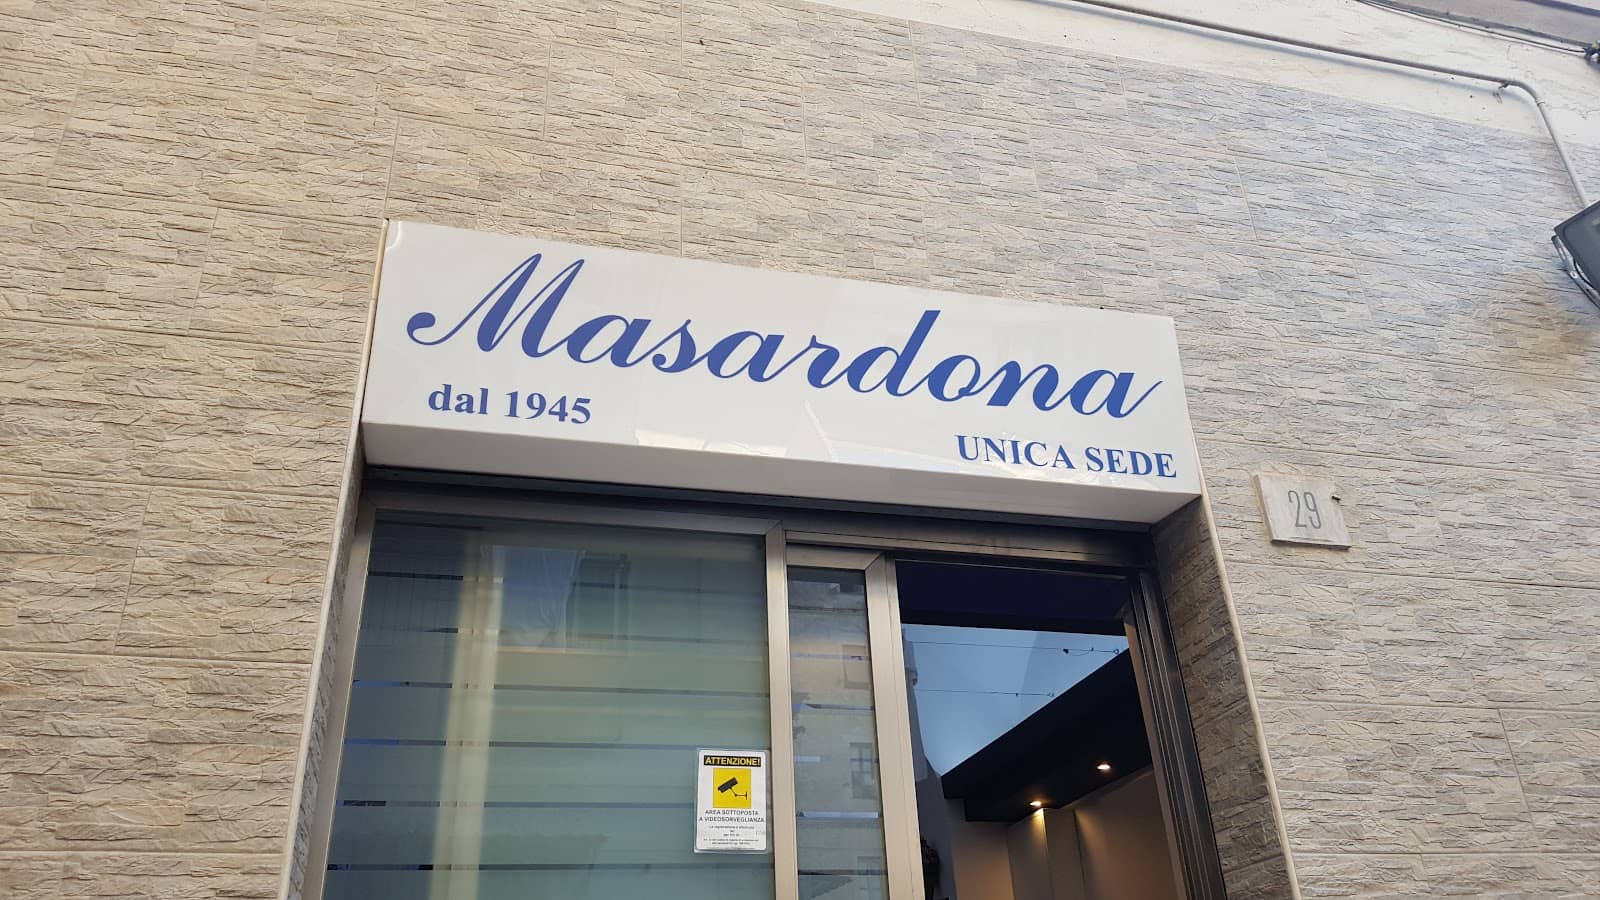 Masardona
dal 1945
UNICA SEDE
29
ATTENZIONE!
AREA SOTTOPOSTA
A VIDEOSORVEGLIANZA